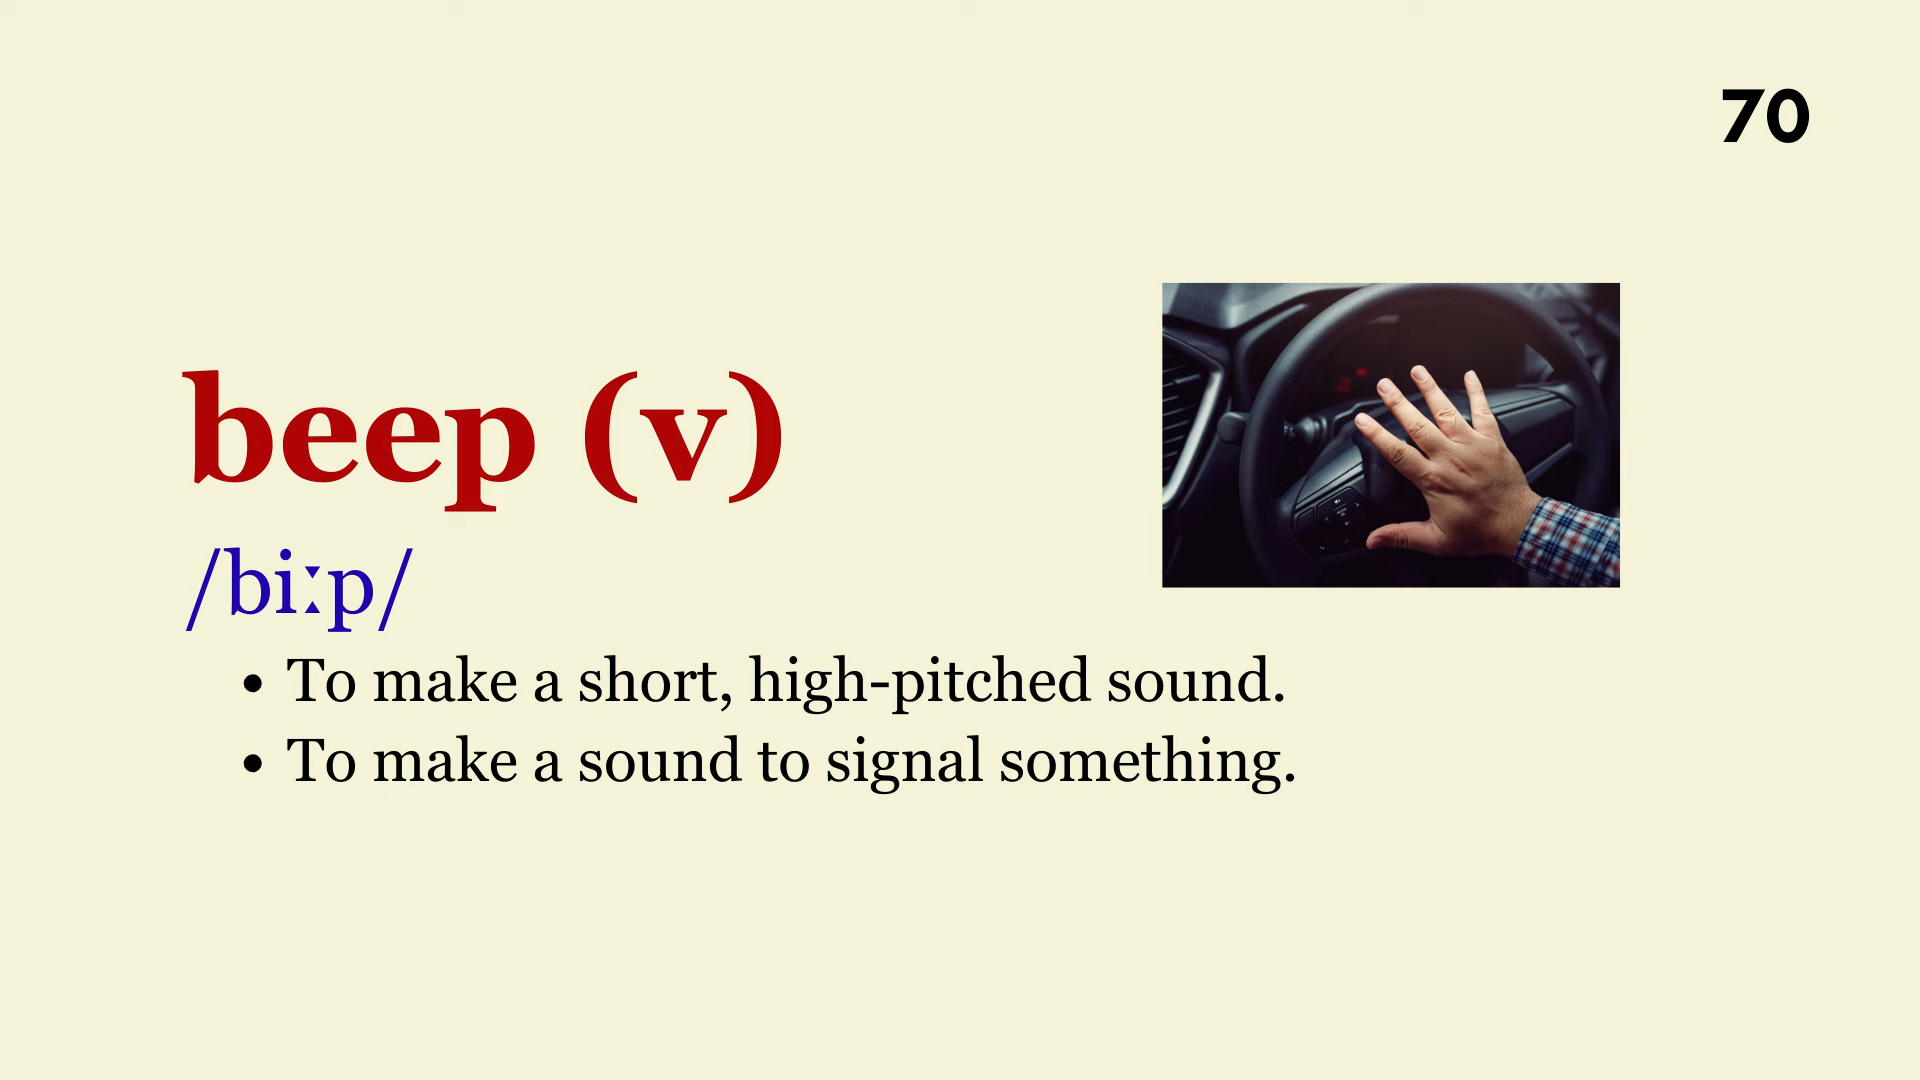 70
beep (v)
/biːp/
• To make a short, high-pitched sound.
• To make a sound to signal something.